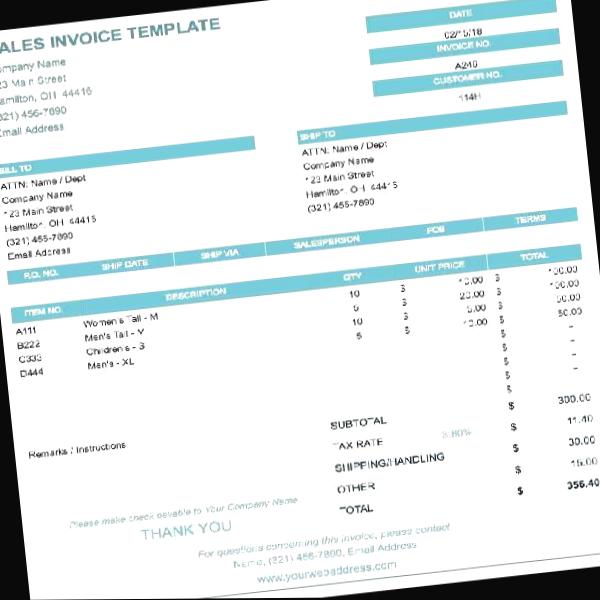 ALES INVOICE TEMPLATE
DATE
INVOICE NO.
A246
CUSTOMER NO.
114H
ompany Name
Street
amilton, OH 44416
321) 456-7890
Email Address
BILL TO
SHIP TO
ATTN: Name / Dept
Company Name
123 Main Street
Hamilton, OH 44415
(321) 456-7890
Email Address
ATTN: Name / Dept
Company Name
123 Main Street
Hamilton, OH 44415
(321) 456-7890
P.O. NO. SHIP DATE SHIP VIA SALESPERSON FOB TERMS
ITEM NO. DESCRIPTION QTY UNIT PRICE TOTAL
A111 Women's Tall - M 10 $ 10.00 $ 100.00
B222 Men's Tall - 5 $ 20.00 $ 100.00
C333 Children's - S 10 $ 5.00 $ 50.00
D444 Men's - XL 5 $ 10.00 $ 50.00
$ -
$ -
$ -
$ -
$
Remarks / Instructions
SUBTOTAL $ 300.00
TAX RATE 3.80% $ 11.40
SHIPPING/HANDLING $ 30.00
OTHER $ 15.00
TOTAL $ 356.40
Please make check payable to Your Company Name
THANK YOU
For questions concerning this invoice, please contact
Name, (321) 456-7890, Email Address
www.yourwebaddress.com